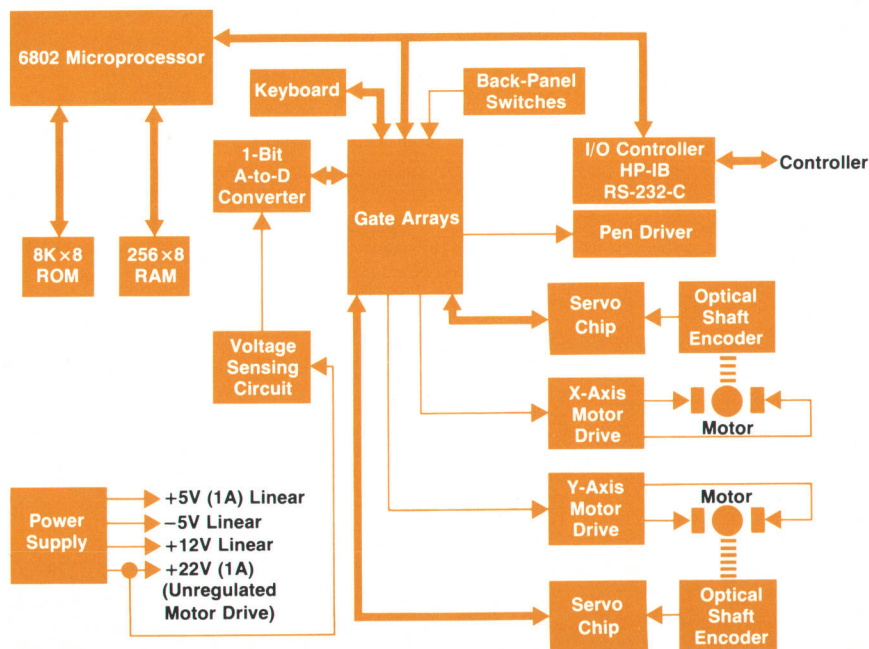 6802 Microprocessor
Keyboard
Back-Panel
Switches
1-Bit
A-to-D
Converter
Gate Arrays
I/O Controller
HP-IB
RS-232-C
Controller
Pen Driver
8K×8
ROM
256×8
RAM
Servo
Chip
Optical
Shaft
Encoder
Voltage
Sensing
Circuit
X-Axis
Motor
Drive
Motor
Y-Axis
Motor
Drive
Motor
Power
Supply
+5V (1A) Linear
−5V Linear
+12V Linear
+22V (1A)
(Unregulated
Motor Drive)
Servo
Chip
Optical
Shaft
Encoder